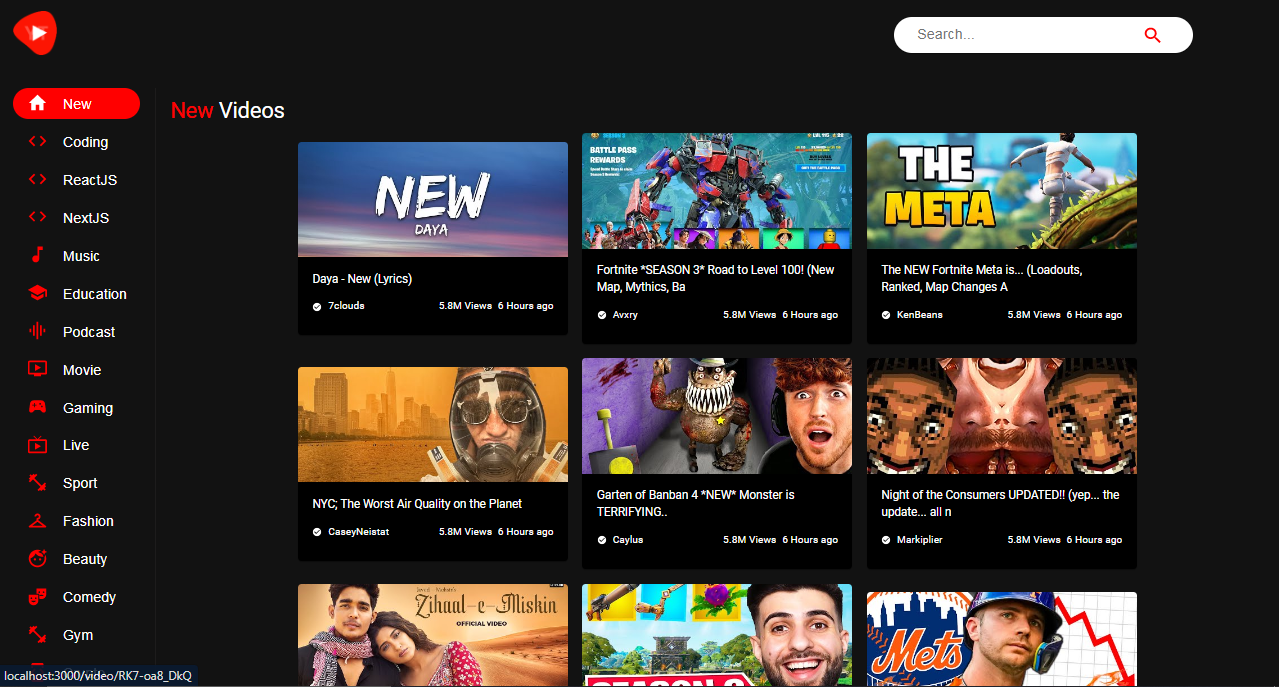 Search...
New
Coding
ReactJS
NextJS
Music
Education
Podcast
Movie
Gaming
Live
Sport
Fashion
Beauty
Comedy
Gym
New Videos
NEW
DAYA
Daya - New (Lyrics)
7clouds
5.8M Views 6 Hours ago
BATTLE PASS
REWARDS
Fortnite *SEASON 3* Road to Level 100! (New
Map, Mythics, Ba
Avxry
5.8M Views 6 Hours ago
THE
META
The NEW Fortnite Meta is... (Loadouts,
Ranked, Map Changes A
KenBeans
5.8M Views 6 Hours ago
NYC; The Worst Air Quality on the Planet
CaseyNeistat
5.8M Views 6 Hours ago
Garten of Banban 4 *NEW* Monster is
TERRIFYING..
Caylus
5.8M Views 6 Hours ago
Night of the Consumers UPDATED!! (yep... the
update... all n
Markiplier
5.8M Views 6 Hours ago
Zihaal-e-Miskin
OFFICIAL VIDEO
SEASON
Mets
localhost:3000/video/RK7-oa8_DkQ